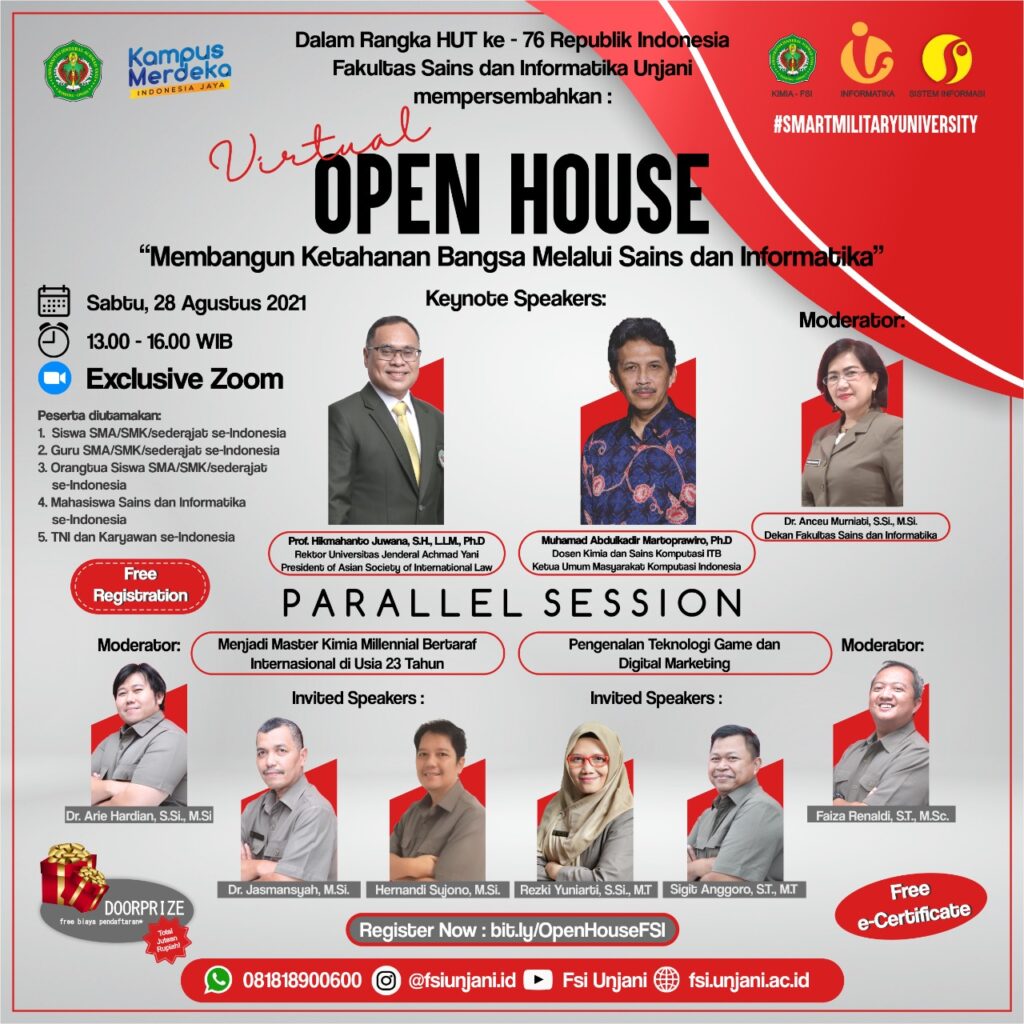 Kampus
Merdeka
INDONESIA JAYA
Dalam Rangka HUT ke - 76 Republik Indonesia
Fakultas Sains dan Informatika Unjani
mempersembahkan :
KIMIA - FSI
INFORMATIKA
SISTEM INFORMASI
#SMARTMILITARYUNIVERSITY
Virtual
OPEN HOUSE
“Membangun Ketahanan Bangsa Melalui Sains dan Informatika”
Sabtu, 28 Agustus 2021
13.00 - 16.00 WIB
Exclusive Zoom
Peserta diutamakan:
1. Siswa SMA/SMK/sederajat se-Indonesia
2. Guru SMA/SMK/sederajat se-Indonesia
3. Orangtua Siswa SMA/SMK/sederajat
se-Indonesia
4. Mahasiswa Sains dan Informatika
se-Indonesia
5. TNI dan Karyawan se-Indonesia
Free
Registration
Keynote Speakers:
Prof. Hikmahanto Juwana, S.H., L.L.M., Ph.D
Rektor Universitas Jenderal Achmad Yani
President of Asian Society of International Law
Muhamad Abdulkadir Martoprawiro, Ph.D
Dosen Kimia dan Sains Komputasi ITB
Ketua Umum Masyarakat Komputasi Indonesia
Moderator:
Dr. Anceu Murniati, S.Si., M.Si.
Dekan Fakultas Sains dan Informatika
PARALLEL SESSION
Moderator:
Dr. Arie Hardian, S.Si., M.Si
Menjadi Master Kimia Millennial Bertaraf
Internasional di Usia 23 Tahun
Invited Speakers :
Dr. Jasmansyah, M.Si.
Hernandi Sujono, M.Si.
Pengenalan Teknologi Game dan
Digital Marketing
Invited Speakers :
Rezki Yuniarti, S.Si., M.T
Sigit Anggoro, S.T., M.T
Moderator:
Faiza Renaldi, S.T., M.Sc.
DOORPRIZE
free biaya pendaftaran*
Total
Jutaan
Rupiah!
Register Now : bit.ly/OpenHouseFSI
Free
e-Certificate
081818900600
@fsiunjani.id
Fsi Unjani
fsi.unjani.ac.id